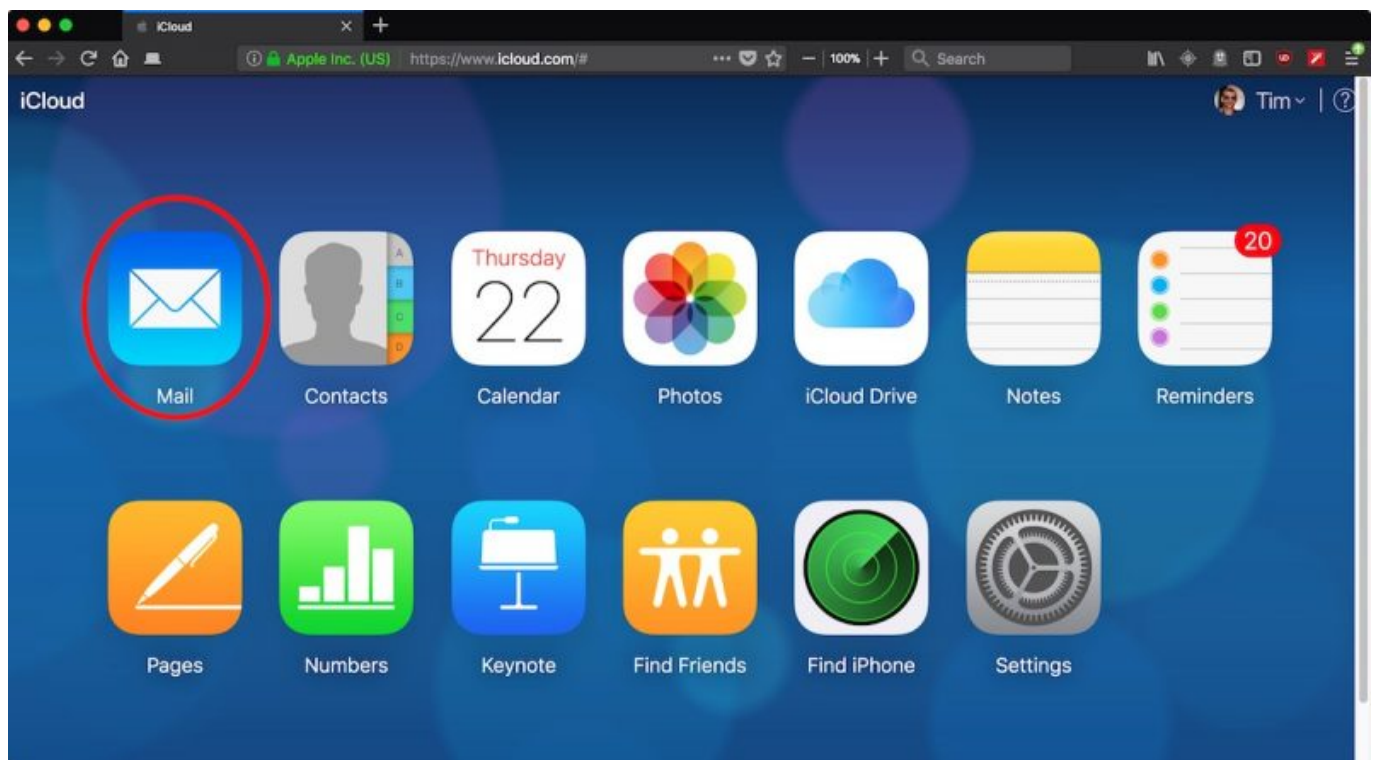 iCloud
Apple Inc. (US) https://www.icloud.com/# 100% Search
iCloud Tim
Thursday
22
20
A
B
C
D
Mail Contacts Calendar Photos iCloud Drive Notes Reminders
Pages Numbers Keynote Find Friends Find iPhone Settings